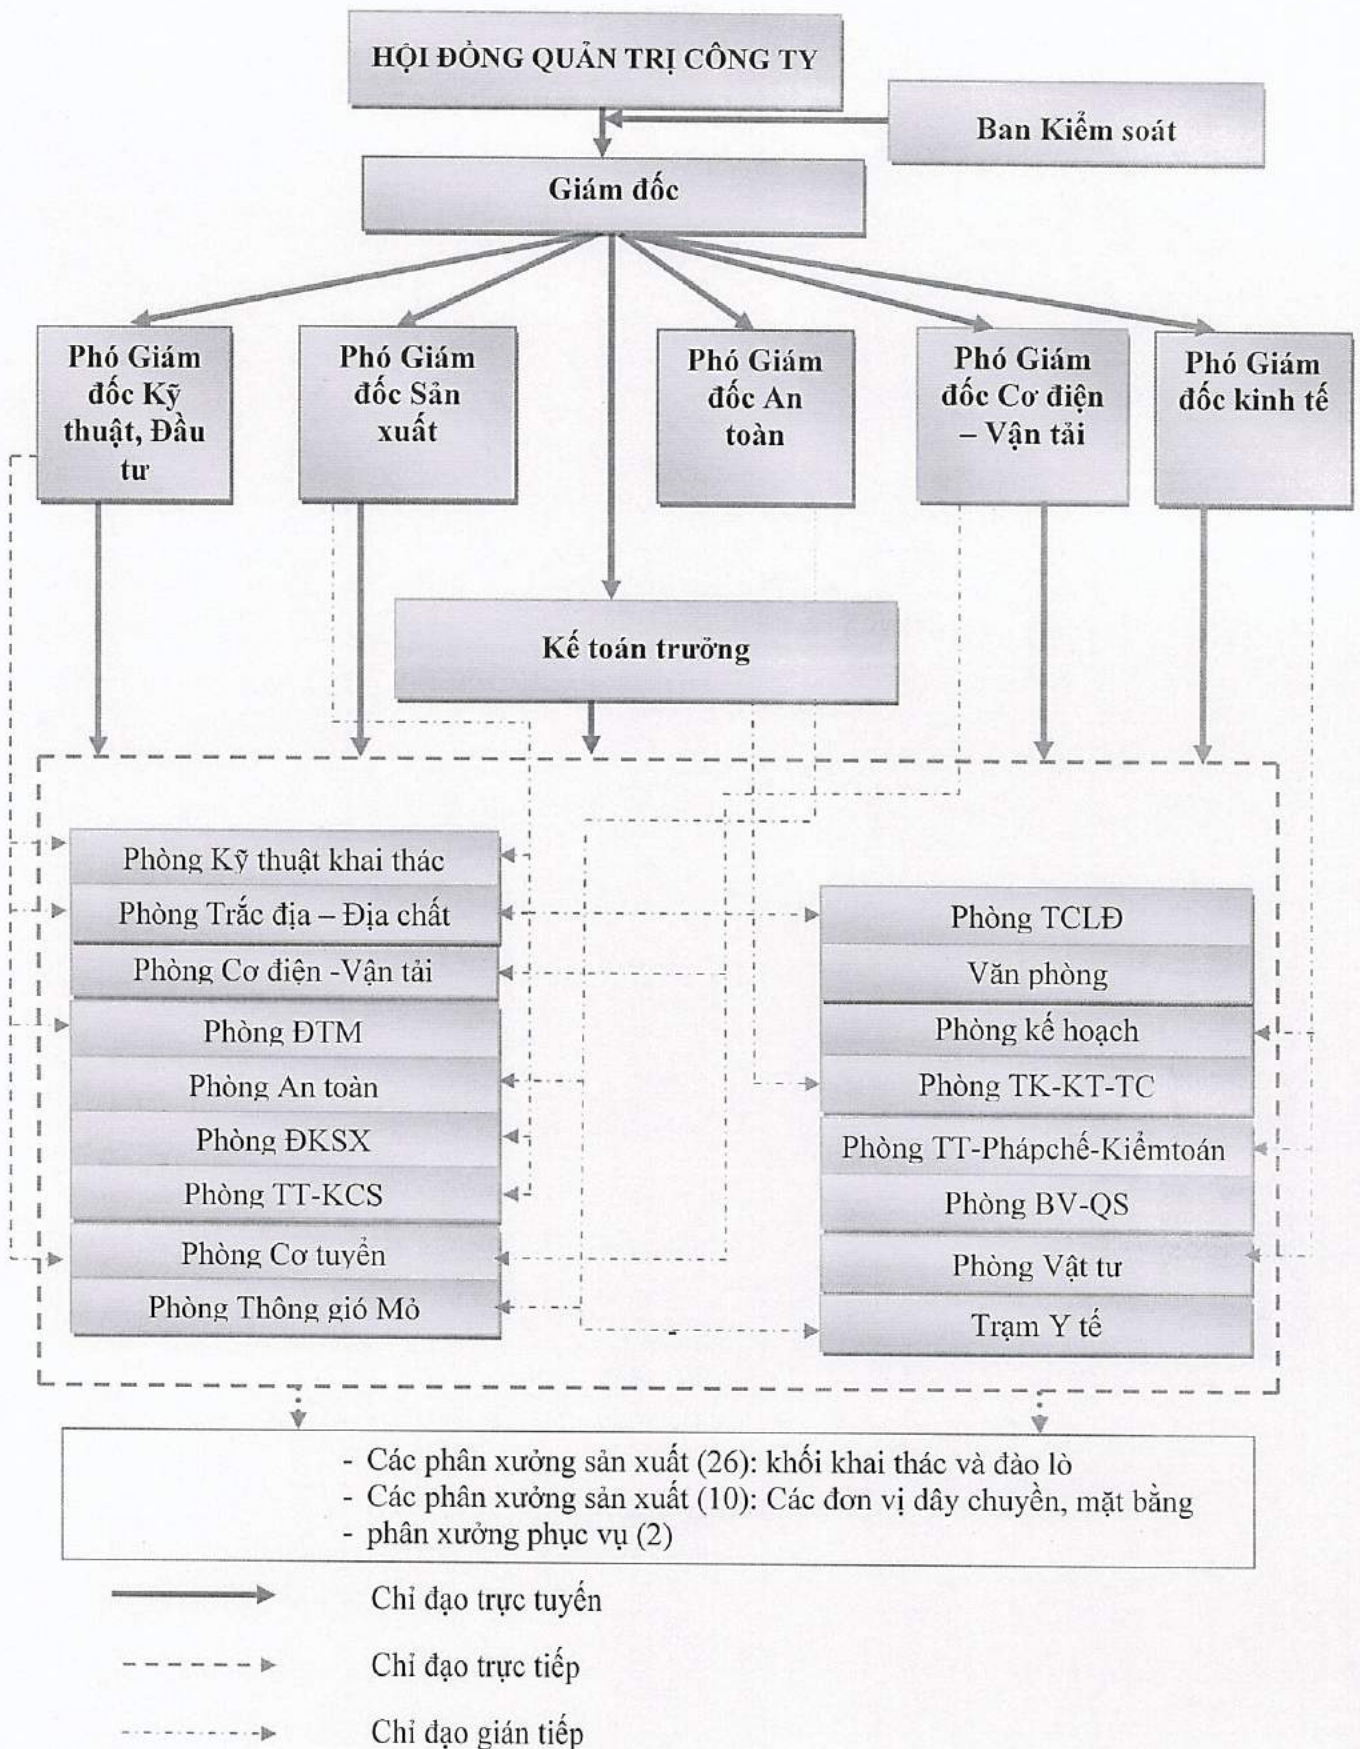 HỘI ĐỒNG QUẢN TRỊ CÔNG TY
Ban Kiểm soát
Giám đốc
Phó Giám
đốc Kỹ
thuật, Đầu
tư
Phó Giám
đốc Sản
xuất
Phó Giám
đốc An
toàn
Phó Giám
đốc Cơ điện
– Vận tải
Phó Giám
đốc kinh tế
Kế toán trưởng
Phòng Kỹ thuật khai thác
Phòng Trắc địa – Địa chất
Phòng Cơ điện -Vận tải
Phòng ĐTM
Phòng An toàn
Phòng ĐKSX
Phòng TT-KCS
Phòng Cơ tuyển
Phòng Thông gió Mỏ
Phòng TCLĐ
Văn phòng
Phòng kế hoạch
Phòng TK-KT-TC
Phòng TT-Phápchế-Kiểmtoán
Phòng BV-QS
Phòng Vật tư
Trạm Y tế
- Các phân xưởng sản xuất (26): khối khai thác và đào lò
- Các phân xưởng sản xuất (10): Các đơn vị dây chuyền, mặt bằng
- phân xưởng phục vụ (2)
Chỉ đạo trực tuyến
Chỉ đạo trực tiếp
Chỉ đạo gián tiếp